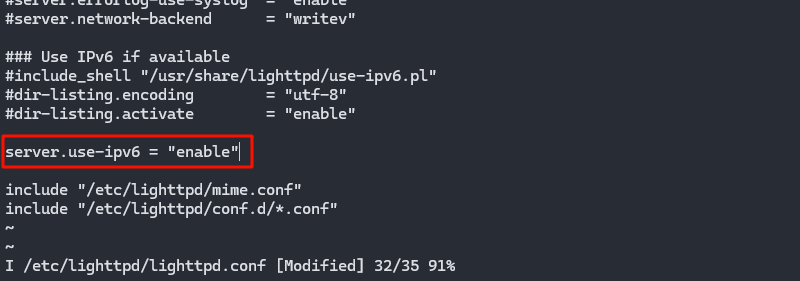 #server.errorlog-use-syslog = "enable"
#server.network-backend = "writev"
### Use IPv6 if available
#include_shell "/usr/share/lighttpd/use-ipv6.pl"
#dir-listing.encoding = "utf-8"
#dir-listing.activate = "enable"
server.use-ipv6 = "enable"
include "/etc/lighttpd/mime.conf"
include "/etc/lighttpd/conf.d/*.conf"
~
~
I /etc/lighttpd/lighttpd.conf [Modified] 32/35 91%